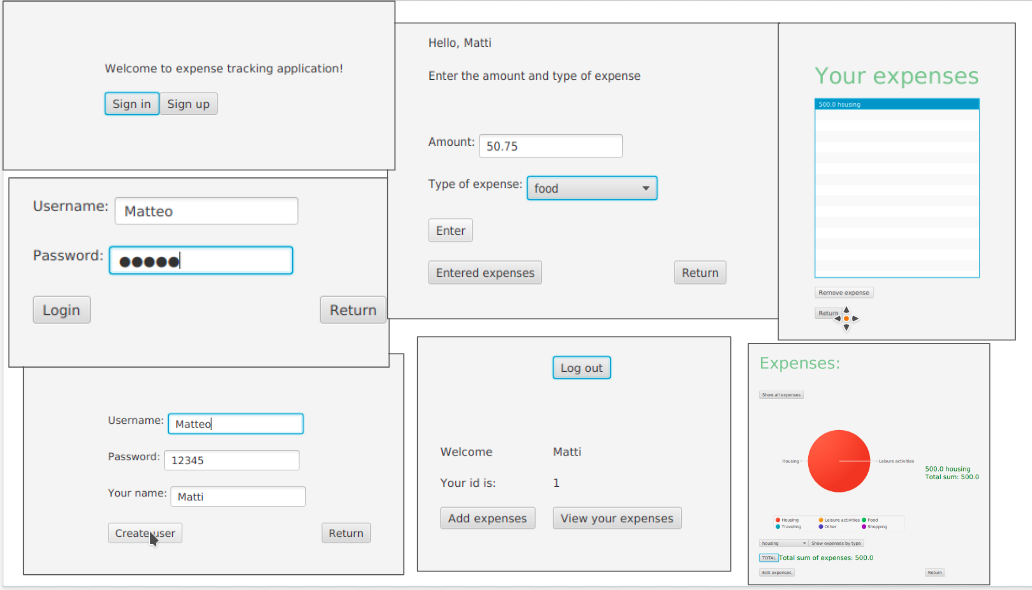 Welcome to expense tracking application!
Sign in Sign up
Username: Matteo
Password: ●●●●●
Login Return
Username: Matteo
Password: 12345
Your name: Matti
Create user Return
Hello, Matti
Enter the amount and type of expense
Amount: 50.75
Type of expense: food
Enter
Entered expenses Return
Log out
Welcome Matti
Your id is: 1
Add expenses View your expenses
Your expenses
500.0 housing
Remove expense
Return
Expenses:
Show all expenses
Housing Leisure activities
500.0 housing
Total sum: 500.0
Housing Leisure activities Food
Traveling Other Shopping
housing Show expenses by type
TOTAL Total sum of expenses: 500.0
Add expenses Return